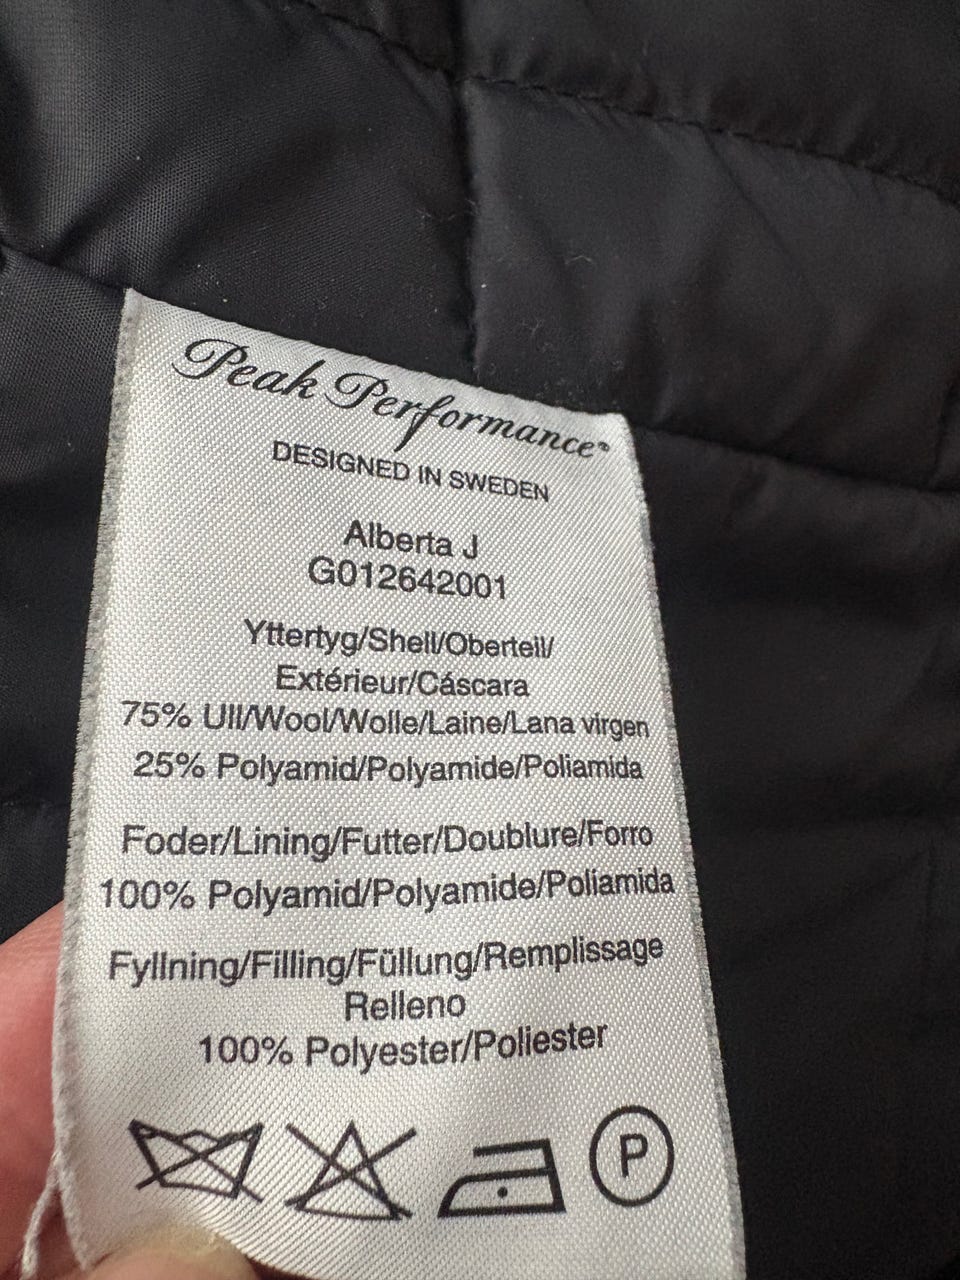 Peak Performance®
DESIGNED IN SWEDEN
Alberta J
G012642001
Yttertyg/Shell/Oberteil/
Extérieur/Cáscara
75% Ull/Wool/Wolle/Laine/Lana virgen
25% Polyamid/Polyamide/Poliamida
Foder/Lining/Futter/Doublure/Forro
100% Polyamid/Polyamide/Poliamida
Fyllning/Filling/Füllung/Remplissage
Relleno
100% Polyester/Poliester
P